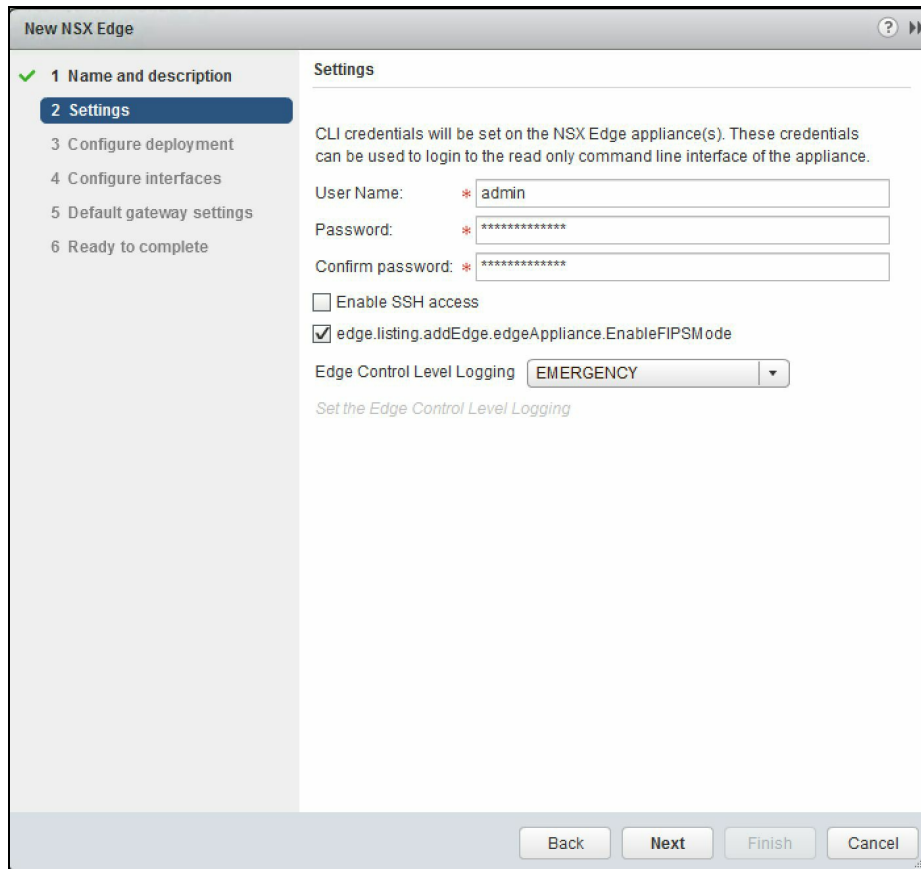 New NSX Edge
?
1 Name and description
2 Settings
3 Configure deployment
4 Configure interfaces
5 Default gateway settings
6 Ready to complete
Settings
CLI credentials will be set on the NSX Edge appliance(s). These credentials
can be used to login to the read only command line interface of the appliance.
User Name: * admin
Password: * *************
Confirm password: * *************
Enable SSH access
edge.listing.addEdge.edgeAppliance.EnableFIPSMode
Edge Control Level Logging EMERGENCY
Set the Edge Control Level Logging
Back Next Finish Cancel